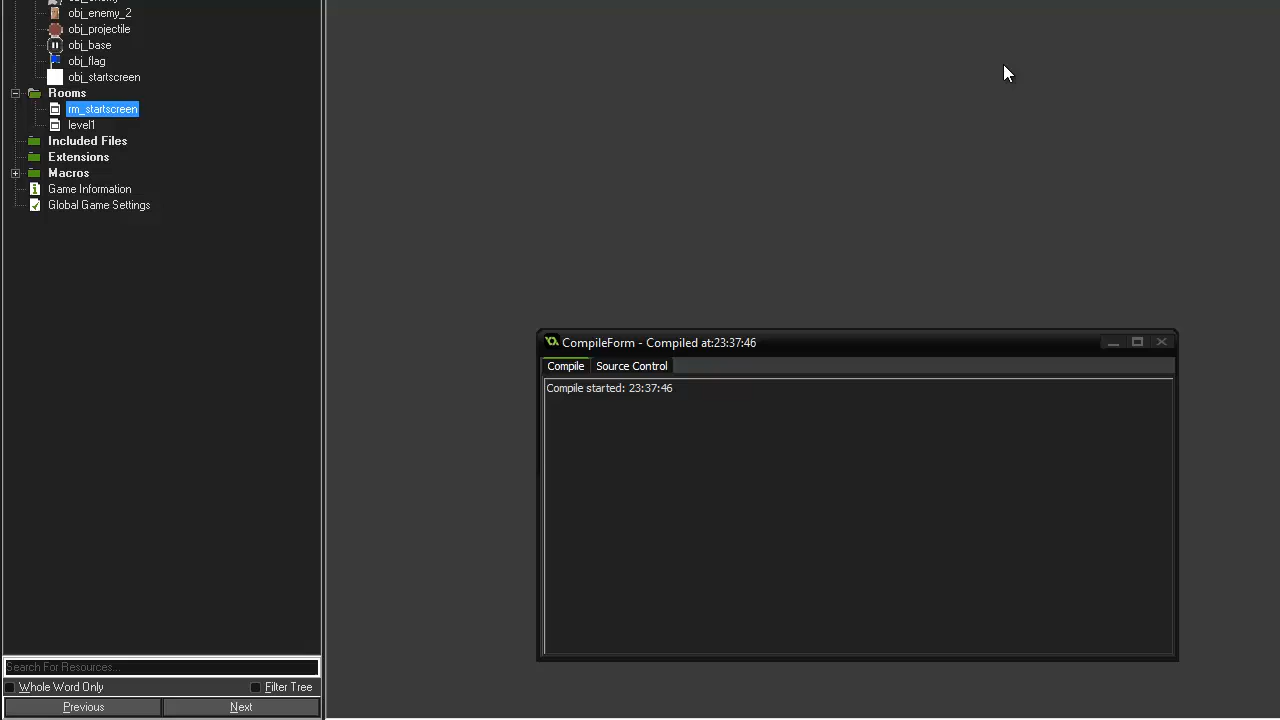 obj_enemy
obj_enemy_2
obj_projectile
obj_base
obj_flag
obj_startscreen
Rooms
rm_startscreen
level1
Included Files
Extensions
Macros
Game Information
Global Game Settings
CompileForm - Compiled at:23:37:46
Compile Source Control
Compile started: 23:37:46
Search For Resources...
Whole Word Only Filter Tree
Previous Next